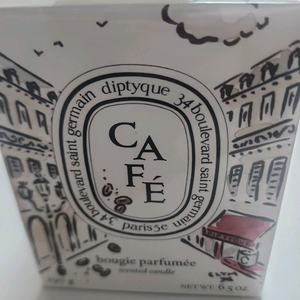 34 boulevard saint germain diptyque 34 boulevard saint germain paris5e
CAFÉ
bougie parfumée
scented candle
NET WT. 6.5 OZ